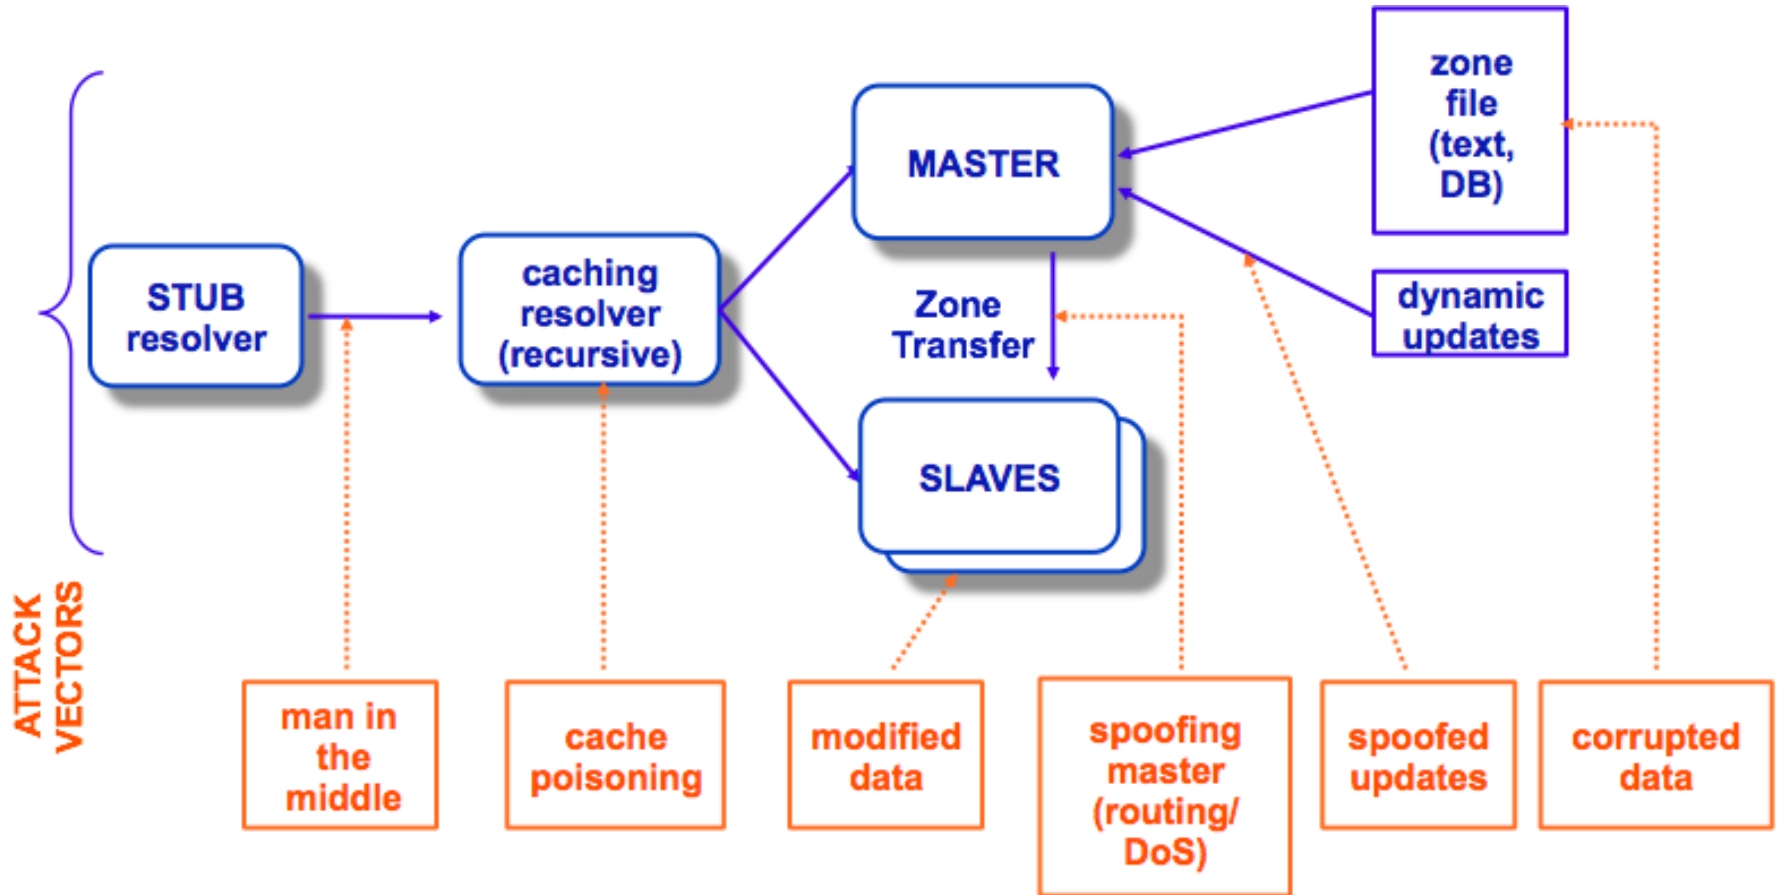 zone
file
(text,
DB)
MASTER
STUB
resolver
caching
resolver
(recursive)
Zone
Transfer
dynamic
updates
SLAVES
ATTACK
VECTORS
man in
the
middle
cache
poisoning
modified
data
spoofing
master
(routing/
DoS)
spoofed
updates
corrupted
data